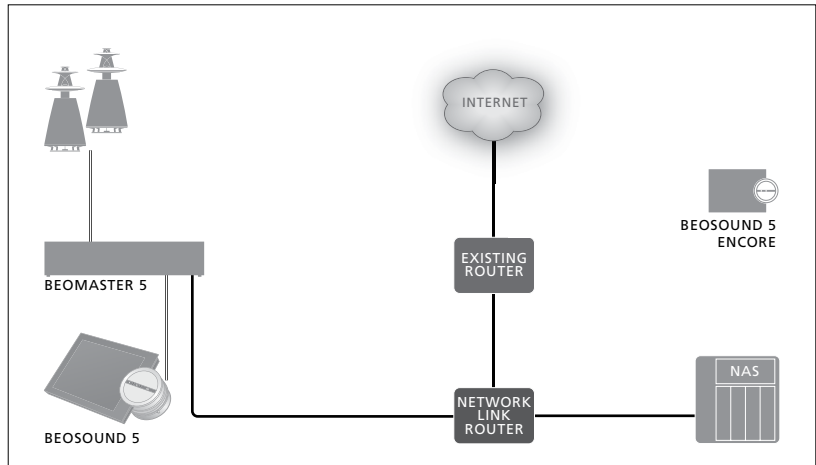 INTERNET
BEOSOUND 5
ENCORE
EXISTING
ROUTER
BEOMASTER 5
NAS
NETWORK
LINK
ROUTER
BEOSOUND 5